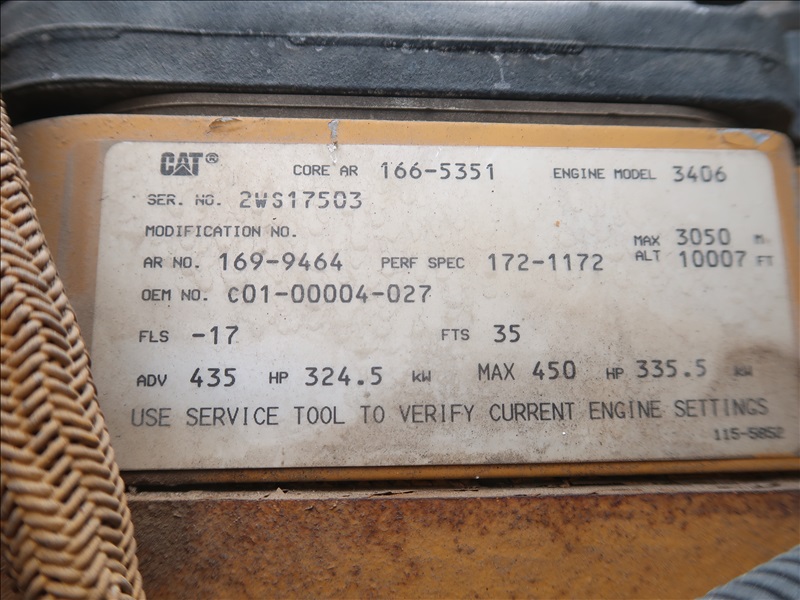 CAT® CORE AR 166-5351 ENGINE MODEL 3406
SER. NO. 2WS17503
MODIFICATION NO.
AR NO. 169-9464 PERF SPEC 172-1172 MAX ALT 3050 M 10007 FT
OEM NO. C01-00004-027
FLS -17 FTS 35
ADV 435 HP 324.5 kW MAX 450 HP 335.5 kW
USE SERVICE TOOL TO VERIFY CURRENT ENGINE SETTINGS
115-5852